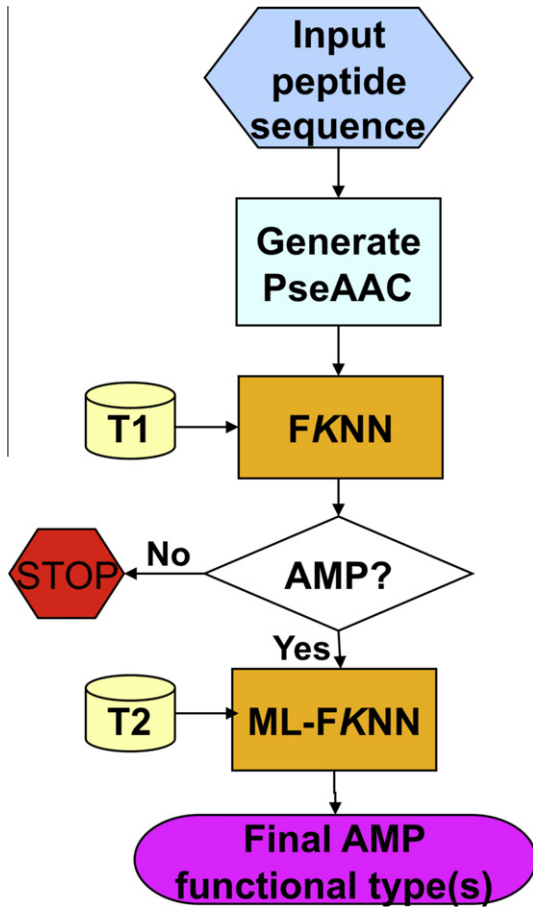 Input
peptide
sequence
Generate
PseAAC
T1
FKNN
STOP
No
AMP?
Yes
T2
ML-FKNN
Final AMP
functional type(s)